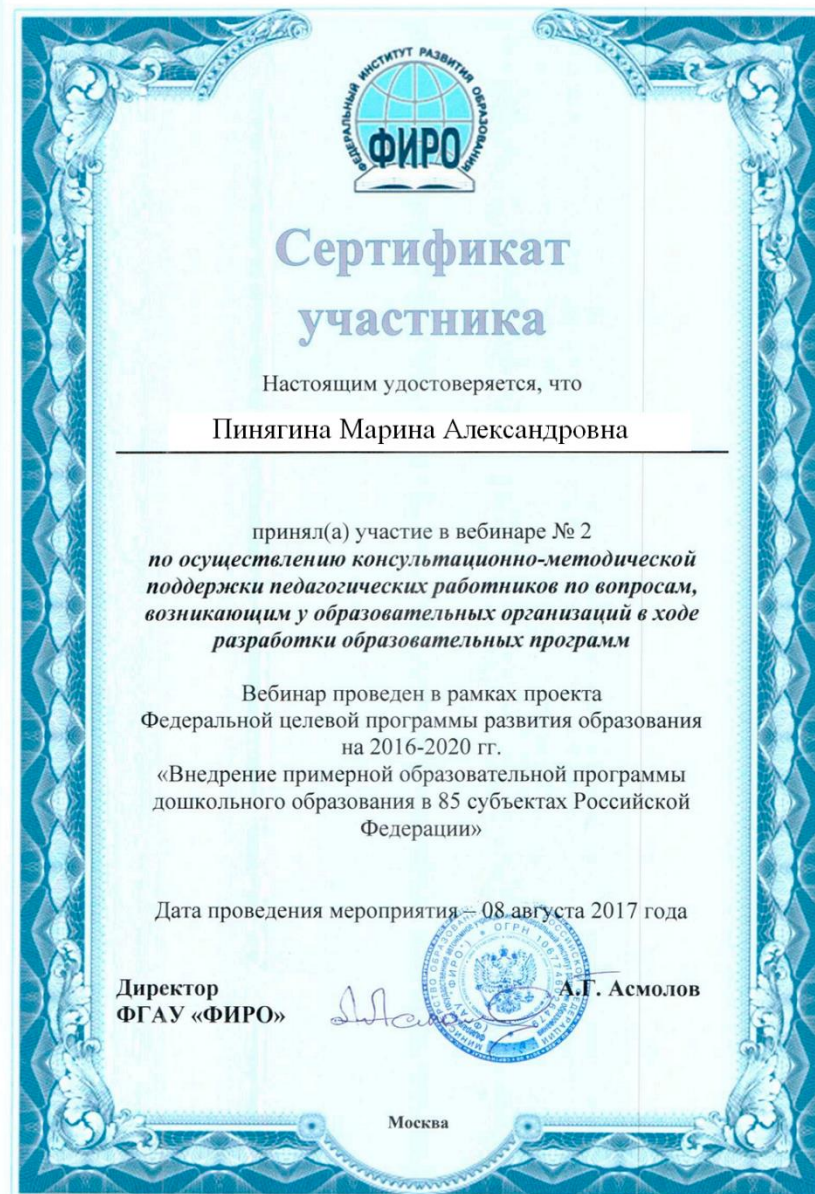 ФЕДЕРАЛЬНЫЙ ИНСТИТУТ РАЗВИТИЯ ОБРАЗОВАНИЯ
ФИРО
Сертификат
участника
Настоящим удостоверяется, что
Пинягина Марина Александровна
принял(а) участие в вебинаре № 2
по осуществлению консультационно-методической
поддержки педагогических работников по вопросам,
возникающим у образовательных организаций в ходе
разработки образовательных программ
Вебинар проведен в рамках проекта
Федеральной целевой программы развития образования
на 2016-2020 гг.
«Внедрение примерной образовательной программы
дошкольного образования в 85 субъектах Российской
Федерации»
Дата проведения мероприятия – 08 августа 2017 года
Директор
ФГАУ «ФИРО»
А.Г. Асмолов
Москва